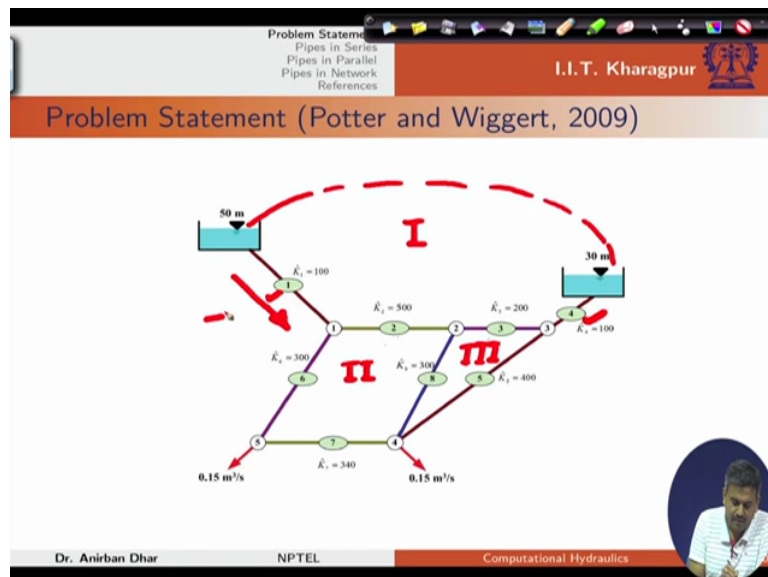 Problem Stateme
Pipes in Series
Pipes in Parallel
Pipes in Network
References
I.I.T. Kharagpur
Problem Statement (Potter and Wiggert, 2009)
50 m
I
30 m
K̂₁ = 100
1
K̂₂ = 500
K̂₃ = 200
4
K̂₄ = 100
1
2
2
3
3
K̂₆ = 300
II
K̂₈ = 300
III
6
8
5
K̂₅ = 400
5
7
4
K̂₇ = 340
0.15 m³/s
0.15 m³/s
Dr. Anirban Dhar
NPTEL
Computational Hydraulics